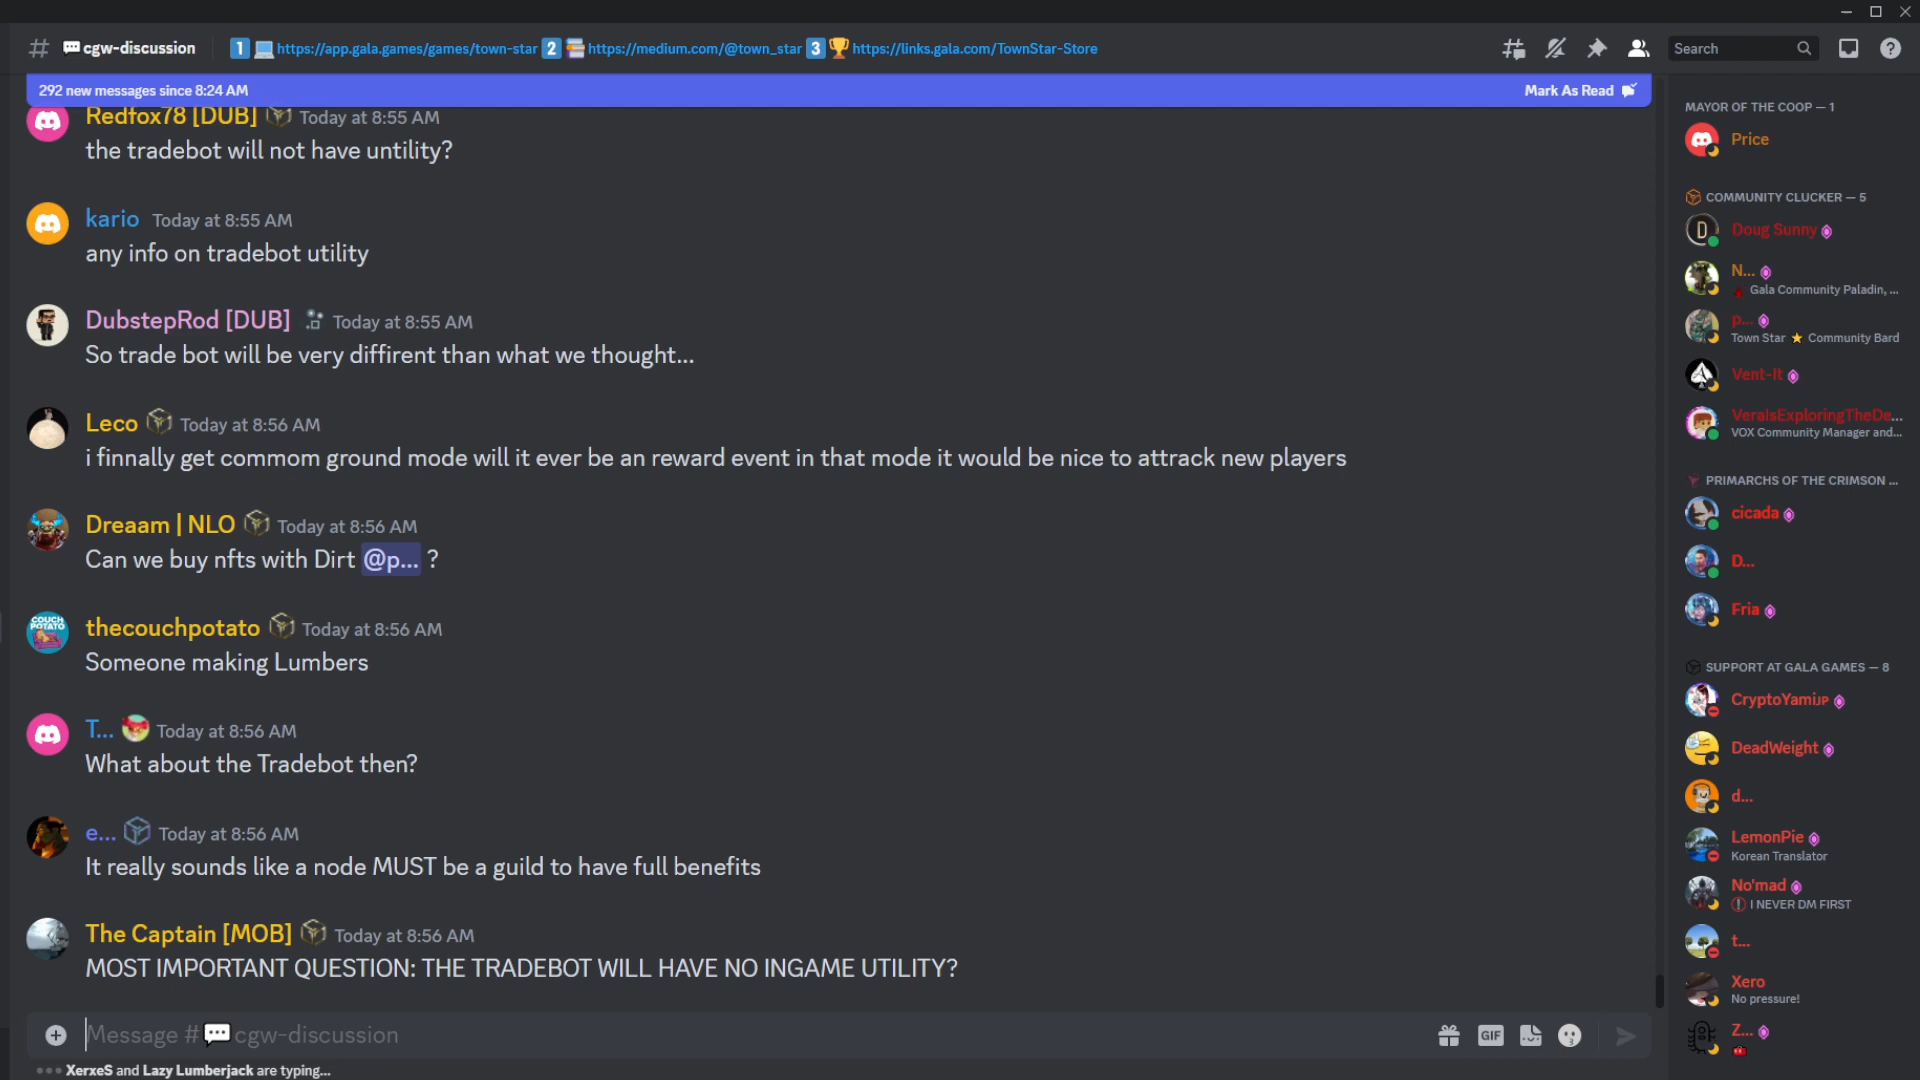 cgw-discussion
1 https://app.gala.games/games/town-star 2 https://medium.com/@town_star 3 https://links.gala.com/TownStar-Store
Search
292 new messages since 8:24 AM
Mark As Read
Redfox78 [DUB] Today at 8:55 AM
the tradebot will not have untility?
kario Today at 8:55 AM
any info on tradebot utility
DubstepRod [DUB] Today at 8:55 AM
So trade bot will be very diffirent than what we thought...
Leco Today at 8:56 AM
i finnally get commom ground mode will it ever be an reward event in that mode it would be nice to attrack new players
Dreaam | NLO Today at 8:56 AM
Can we buy nfts with Dirt @p... ?
COUCH POTATO
thecouchpotato Today at 8:56 AM
Someone making Lumbers
T... Today at 8:56 AM
What about the Tradebot then?
e... Today at 8:56 AM
It really sounds like a node MUST be a guild to have full benefits
The Captain [MOB] Today at 8:56 AM
MOST IMPORTANT QUESTION: THE TRADEBOT WILL HAVE NO INGAME UTILITY?
Message # cgw-discussion
GIF
XerxeS and Lazy Lumberjack are typing...
MAYOR OF THE COOP — 1
Price
COMMUNITY CLUCKER — 5
D
Doug Sunny
N...
Gala Community Paladin, ...
p...
Town Star ⭐ Community Bard
Vent-It
VeraIsExploringTheDe...
VOX Community Manager and...
PRIMARCHS OF THE CRIMSON ...
cicada
D...
Fria
SUPPORT AT GALA GAMES — 8
CryptoYamiJP
DeadWeight
d...
LemonPie
Korean Translator
No'mad
I NEVER DM FIRST
t...
Xero
No pressure!
Z...